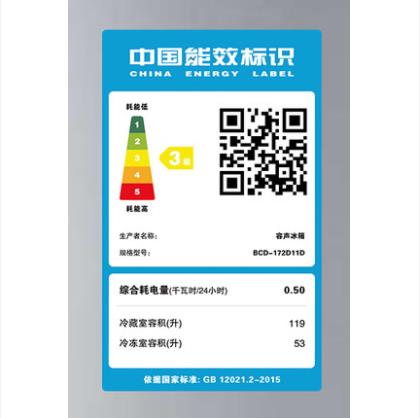 中国能效标识
CHINA ENERGY LABEL
耗能低
1
2
3
3级
4
5
耗能高
生产者名称: 容声冰箱
规格型号: BCD-172D11D
综合耗电量(千瓦时/24小时) 0.50
冷藏室容积(升) 119
冷冻室容积(升) 53
依据国家标准: GB 12021.2-2015